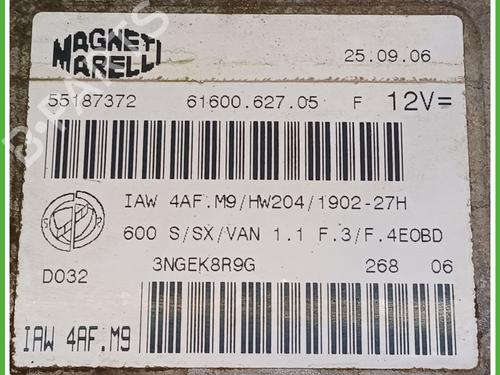 MAGNETI
MARELLI
25.09.06
55187372 61600.627.05 F 12V=
IAW 4AF.M9/HW204/1902-27H
600 S/SX/VAN 1.1 F.3/F.4EOBD
D032 3NGEK8R9G 268 06
IAW 4AF.M9
B-PARTS